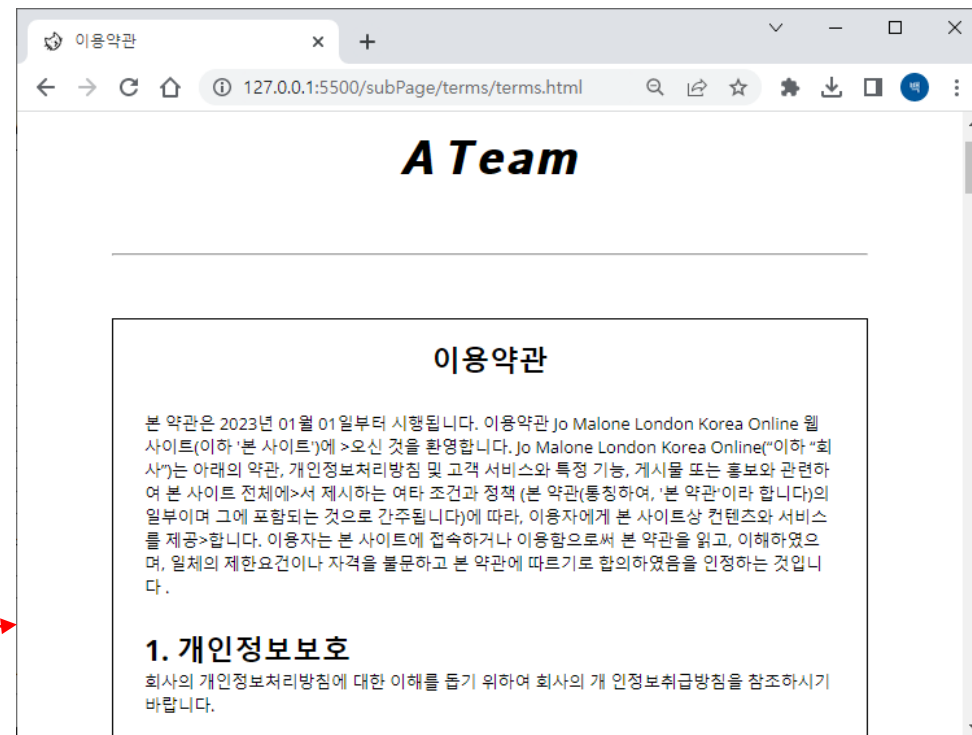 이용약관
127.0.0.1:5500/subPage/terms/terms.html
백
A Team
이용약관
본 약관은 2023년 01월 01일부터 시행됩니다. 이용약관 Jo Malone London Korea Online 웹
사이트(이하 '본 사이트')에 >오신 것을 환영합니다. Jo Malone London Korea Online(“이하 “회
사”)는 아래의 약관, 개인정보처리방침 및 고객 서비스와 특정 기능, 게시물 또는 홍보와 관련하
여 본 사이트 전체에>서 제시하는 여타 조건과 정책 (본 약관(통칭하여, '본 약관'이라 합니다)의
일부이며 그에 포함되는 것으로 간주됩니다)에 따라, 이용자에게 본 사이트상 컨텐츠와 서비스
를 제공>합니다. 이용자는 본 사이트에 접속하거나 이용함으로써 본 약관을 읽고, 이해하였으
며, 일체의 제한요건이나 자격을 불문하고 본 약관에 따르기로 합의하였음을 인정하는 것입니
다 .
1. 개인정보보호
회사의 개인정보처리방침에 대한 이해를 돕기 위하여 회사의 개 인정보취급방침을 참조하시기
바랍니다.